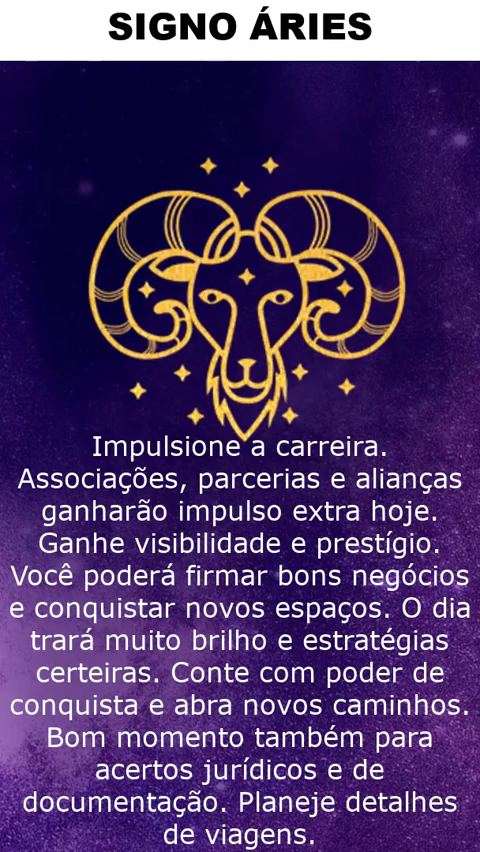 SIGNO ÁRIES
Impulsione a carreira.
Associações, parcerias e alianças
ganharão impulso extra hoje.
Ganhe visibilidade e prestígio.
Você poderá firmar bons negócios
e conquistar novos espaços. O dia
trará muito brilho e estratégias
certeiras. Conte com poder de
conquista e abra novos caminhos.
Bom momento também para
acertos jurídicos e de
documentação. Planeje detalhes
de viagens.